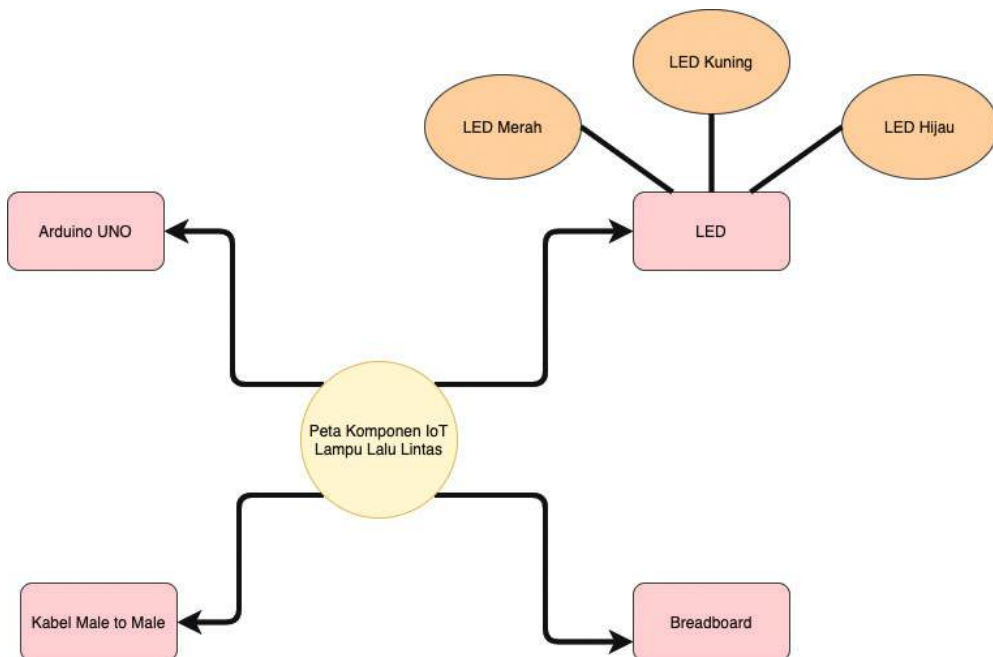 LED Kuning
LED Merah
LED Hijau
Arduino UNO
LED
Peta Komponen IoT
Lampu Lalu Lintas
Kabel Male to Male
Breadboard